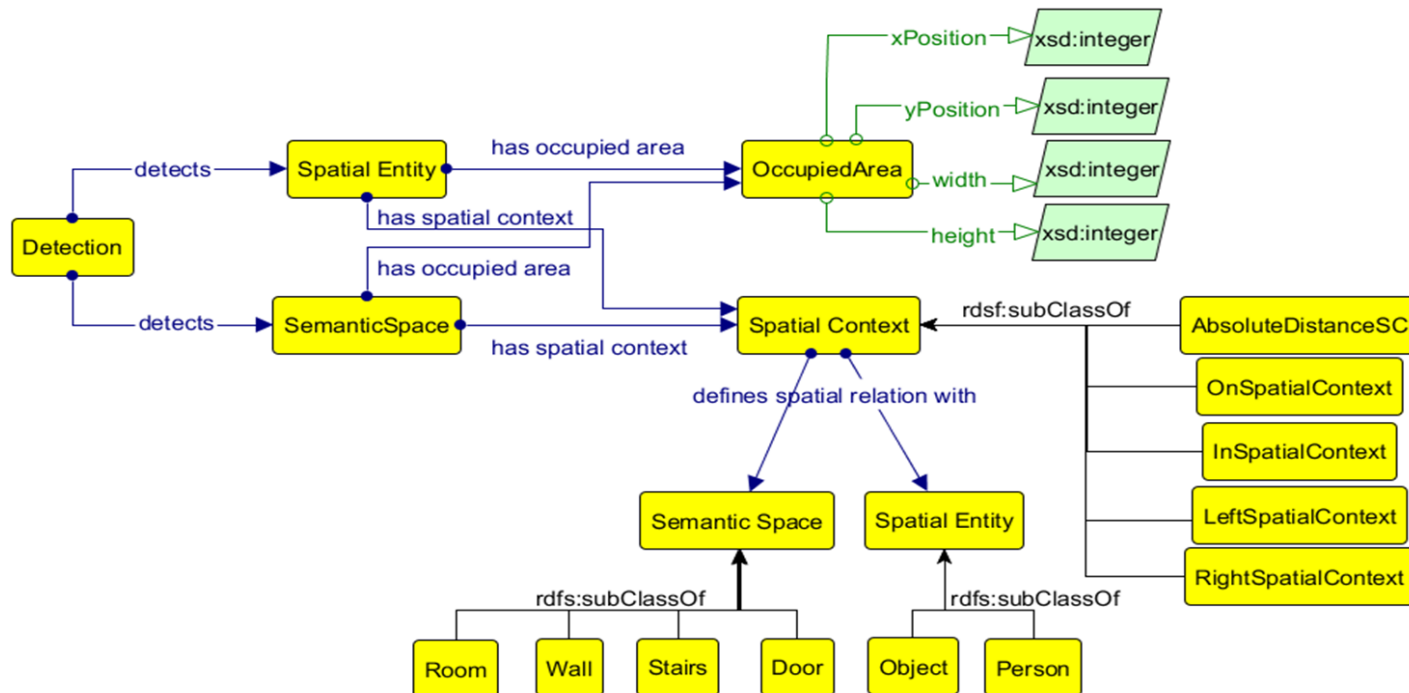 xPosition
xsd:integer
yPosition
xsd:integer
has occupied area
detects
Spatial Entity
OccupiedArea
width
xsd:integer
has spatial context
Detection
height
xsd:integer
has occupied area
detects
SemanticSpace
has spatial context
Spatial Context
rdsf:subClassOf
AbsoluteDistanceSC
OnSpatialContext
defines spatial relation with
InSpatialContext
Semantic Space
Spatial Entity
LeftSpatialContext
RightSpatialContext
rdfs:subClassOf
rdfs:subClassOf
Room
Wall
Stairs
Door
Object
Person